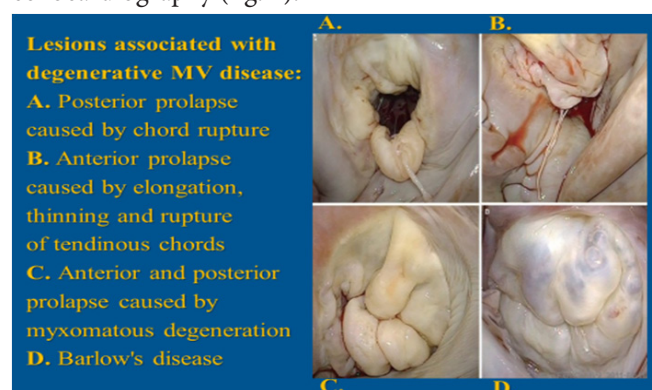 A. B.
Lesions associated with
degenerative MV disease:
A. Posterior prolapse
caused by chord rupture
B. Anterior prolapse
caused by elongation,
thinning and rupture
of tendinous chords
C. Anterior and posterior
prolapse caused by
myxomatous degeneration
D. Barlow's disease
C. D.